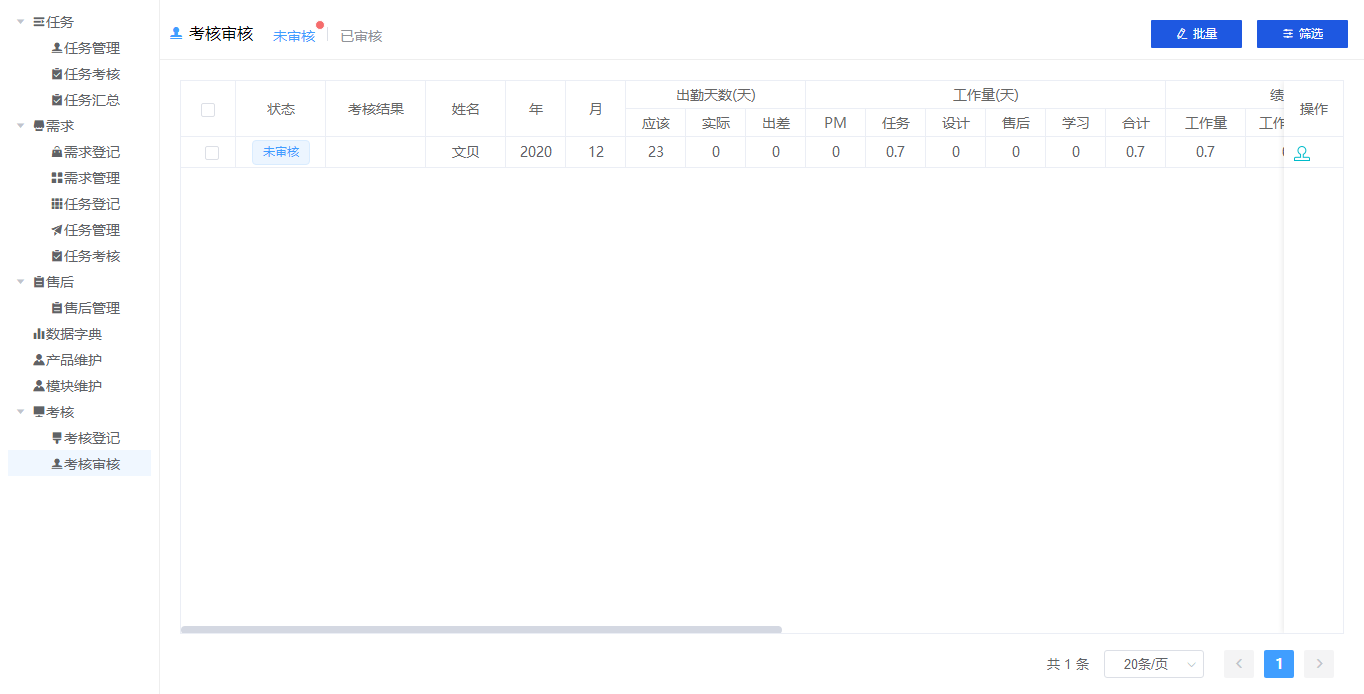 任务
任务管理
任务考核
任务汇总
需求
需求登记
需求管理
任务登记
任务管理
任务考核
售后
售后管理
数据字典
产品维护
模块维护
考核
考核登记
考核审核
考核审核 未审核 已审核 批量 筛选
状态 考核结果 姓名 年 月 出勤天数(天) 工作量(天) 绩 操作
应该 实际 出差 PM 任务 设计 售后 学习 合计 工作量 工作
未审核 文贝 2020 12 23 0 0 0 0.7 0 0 0 0.7 0.7
共 1 条 20条/页 1